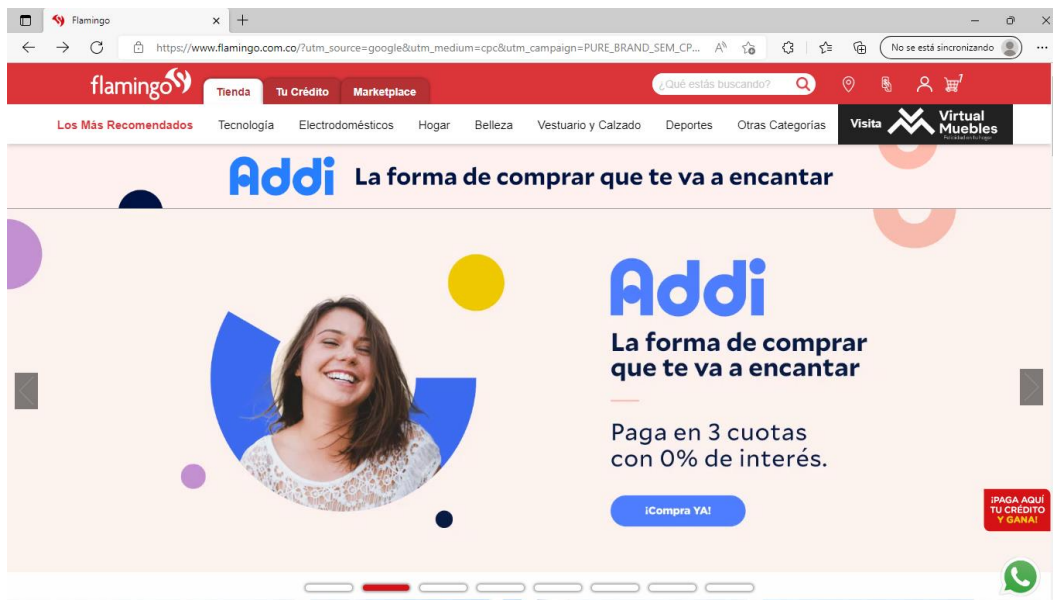 Flamingo
https://www.flamingo.com.co/?utm_source=google&utm_medium=cpc&utm_campaign=PURE_BRAND_SEM_CP...
No se está sincronizando
flamingo
Tienda
Tu Crédito
Marketplace
¿Qué estás buscando?
Los Más Recomendados
Tecnología
Electrodomésticos
Hogar
Belleza
Vestuario y Calzado
Deportes
Otras Categorías
Visita
Virtual
Muebles
Addi La forma de comprar que te va a encantar
Addi
La forma de comprar
que te va a encantar
Paga en 3 cuotas
con 0% de interés.
¡Compra YA!
¡PAGA AQUÍ
TU CRÉDITO
Y GANA!